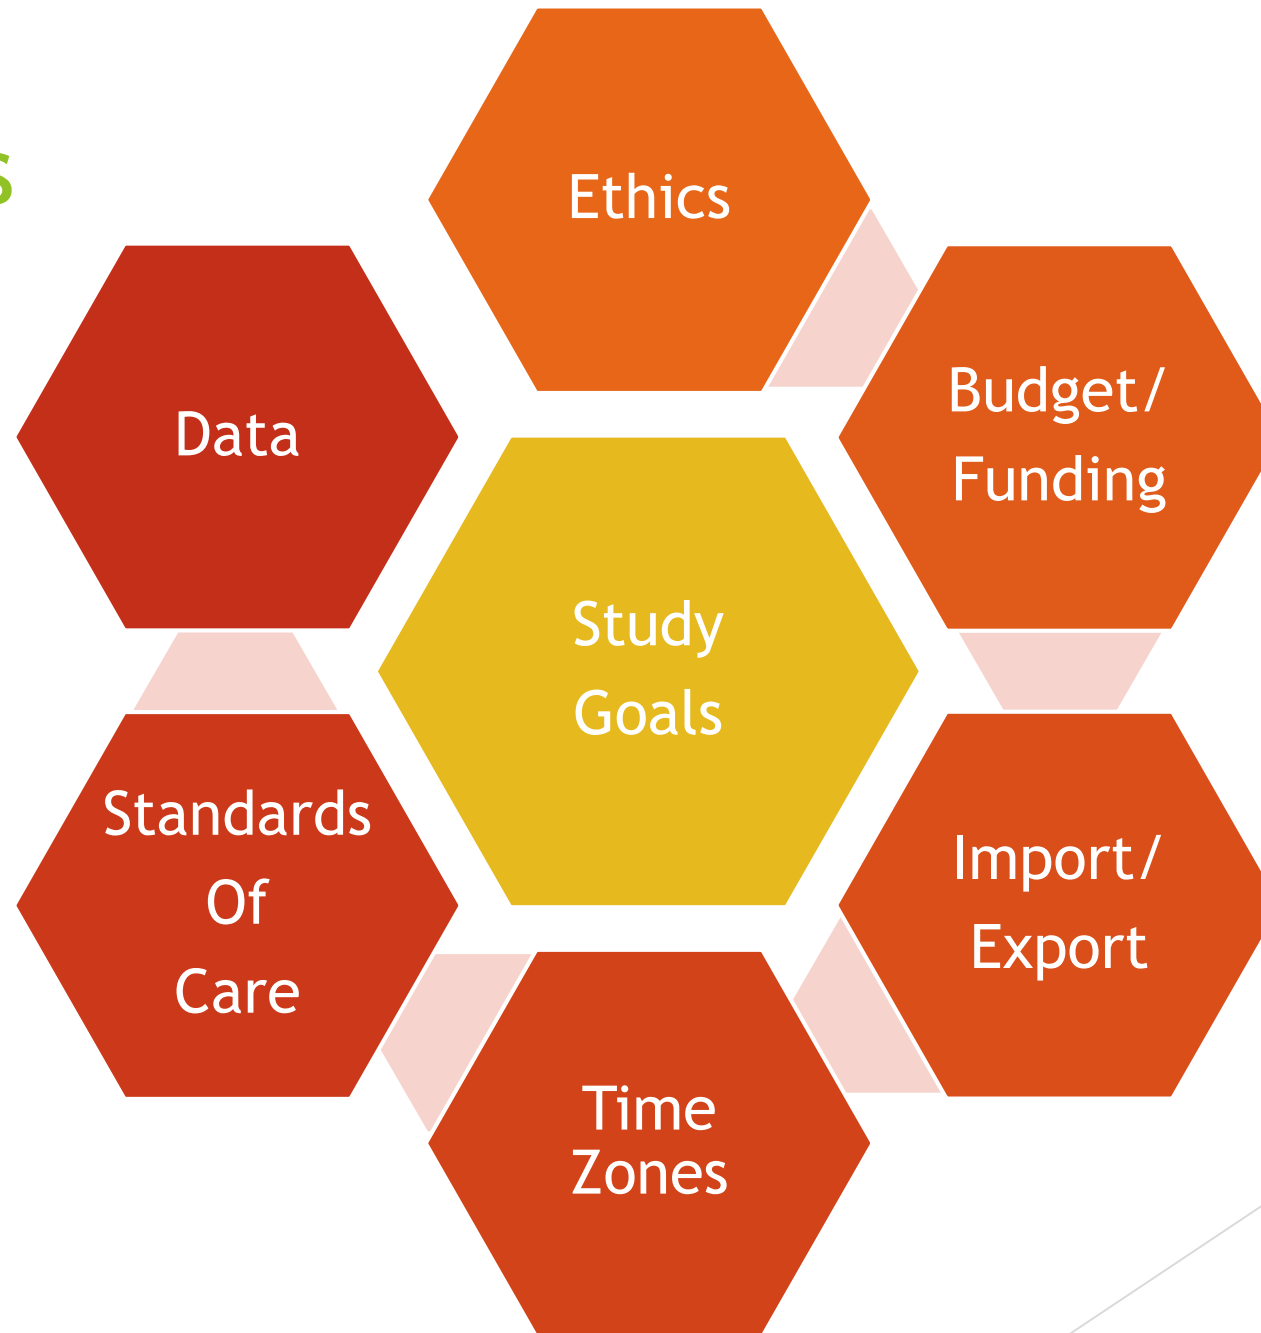 s
Ethics
Budget/
Funding
Data
Study
Goals
Import/
Export
Standards
Of
Care
Time
Zones